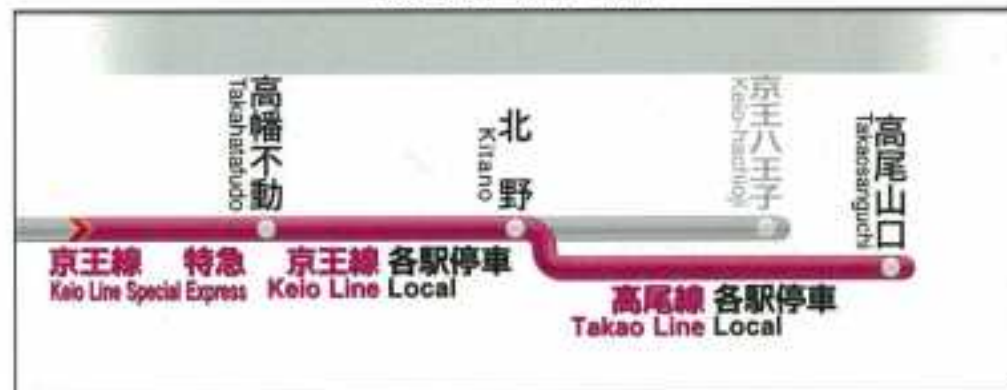 高幡不動
Takahatafudo
北野
Kitano
京王八王子
Keio-hachioji
高尾山口
Takaosanguchi
京王線 特急
Keio Line Special Express
京王線 各駅停車
Keio Line Local
高尾線 各駅停車
Takao Line Local